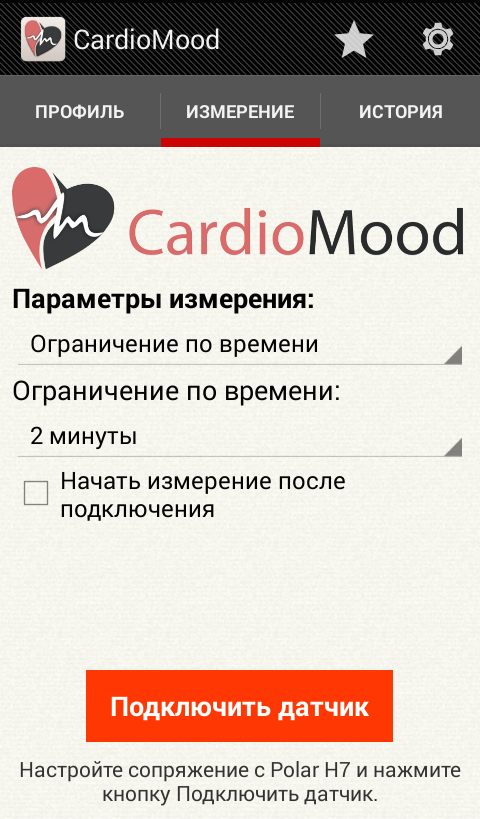 CardioMood
ПРОФИЛЬ
ИЗМЕРЕНИЕ
ИСТОРИЯ
CardioMood
Параметры измерения:
Ограничение по времени
Ограничение по времени:
2 минуты
Начать измерение после
подключения
Подключить датчик
Настройте сопряжение с Polar H7 и нажмите
кнопку Подключить датчик.